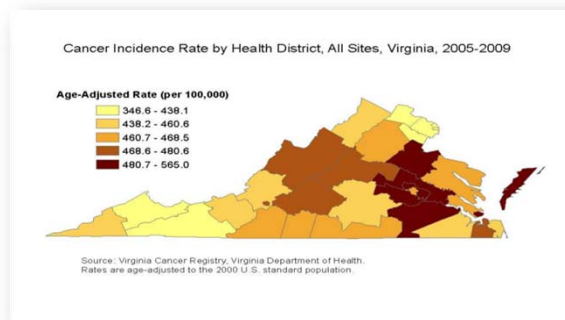 Cancer Incidence Rate by Health District, All Sites, Virginia, 2005-2009
Age-Adjusted Rate (per 100,000)
346.6 - 438.1
438.2 - 460.6
460.7 - 468.5
468.6 - 480.6
480.7 - 565.0
Source: Virginia Cancer Registry, Virginia Department of Health.
Rates are age-adjusted to the 2000 U.S. standard population.